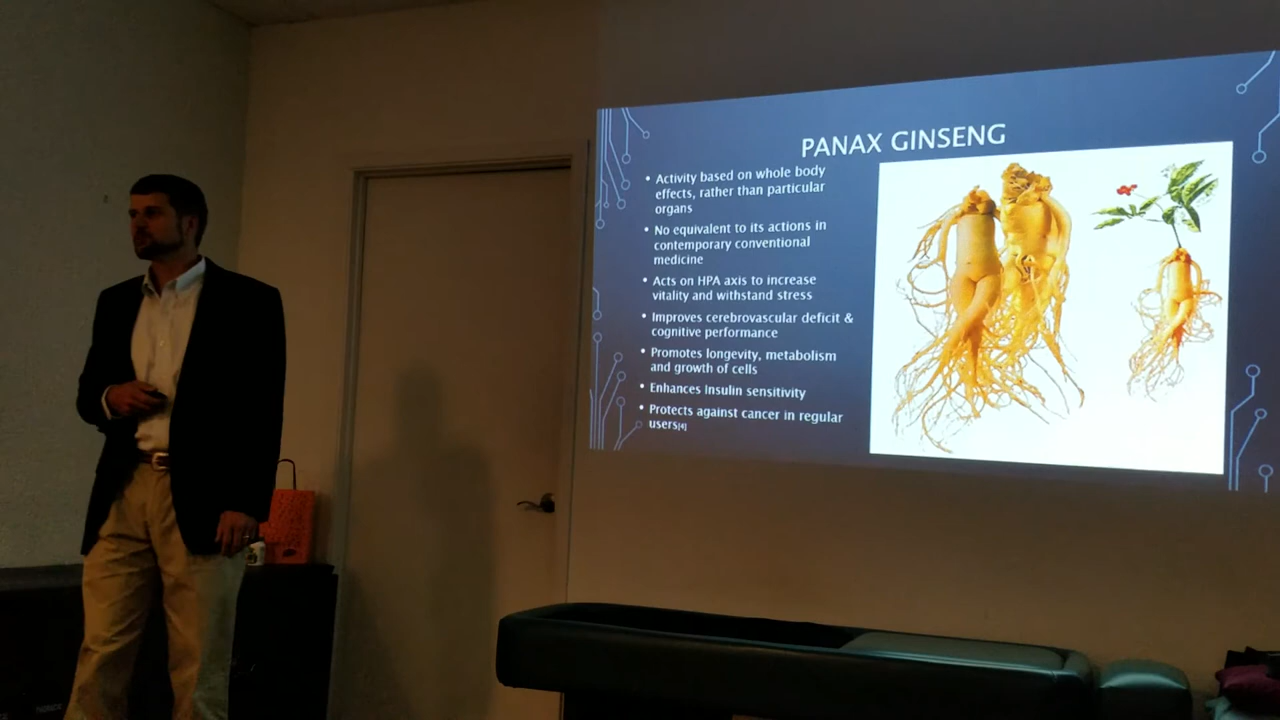 PANAX GINSENG
• Activity based on whole body
effects, rather than particular
organs
• No equivalent to its actions in
contemporary conventional
medicine
• Acts on HPA axis to increase
vitality and withstand stress
• Improves cerebrovascular deficit &
cognitive performance
• Promotes longevity, metabolism
and growth of cells
• Enhances Insulin sensitivity
• Protects against cancer in regular
users[4]